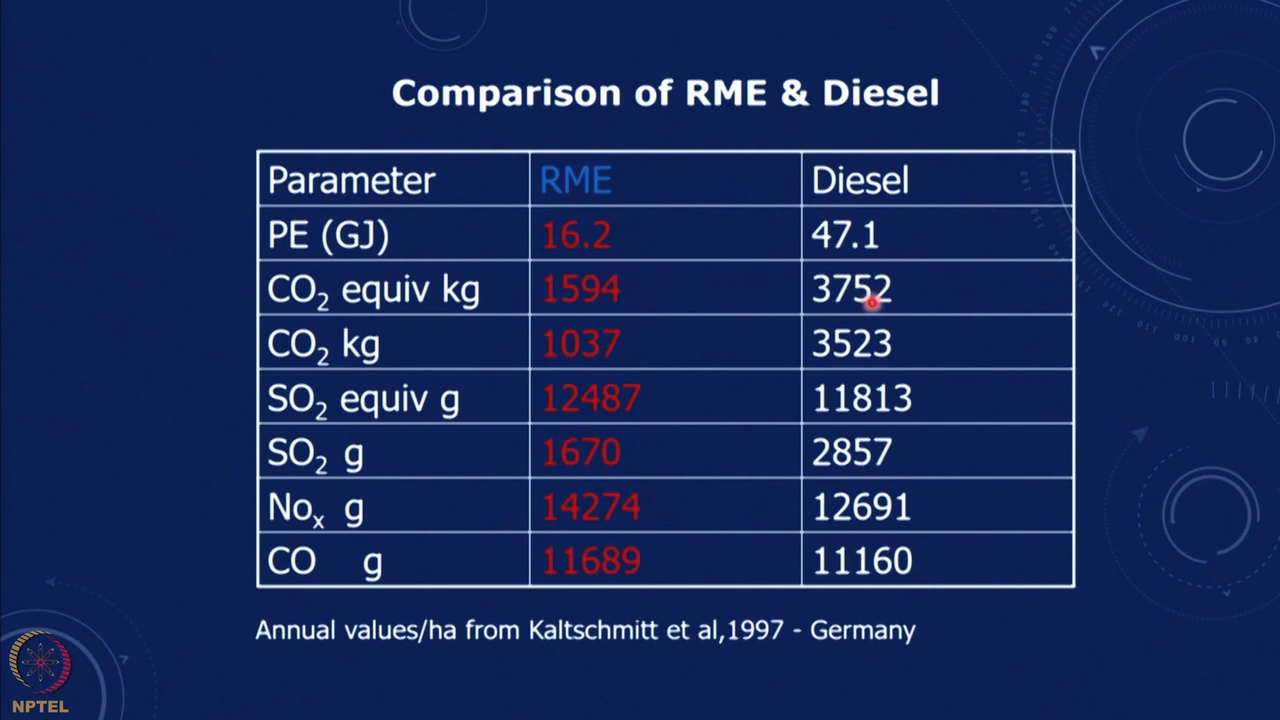 Comparison of RME & Diesel
Parameter RME Diesel
PE (GJ) 16.2 47.1
CO₂ equiv kg 1594 3752
CO₂ kg 1037 3523
SO₂ equiv g 12487 11813
SO₂ g 1670 2857
Noₓ g 14274 12691
CO g 11689 11160
Annual values/ha from Kaltschmitt et al,1997 - Germany
NPTEL